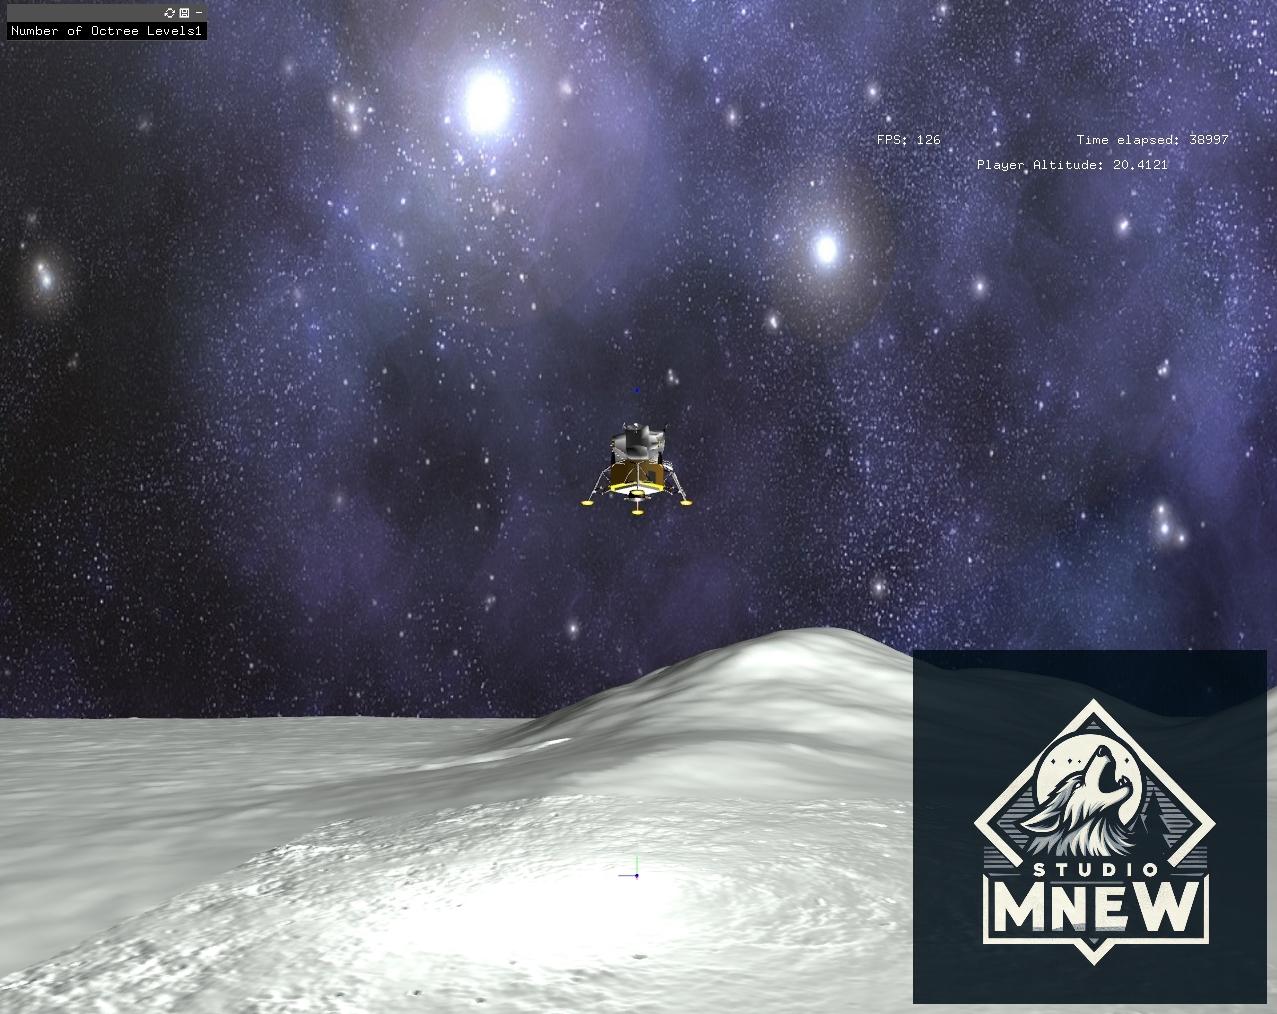 Number of Octree Levels1
FPS: 126
Time elapsed: 38997
Player Altitude: 20.4121
STUDIO
MNEW